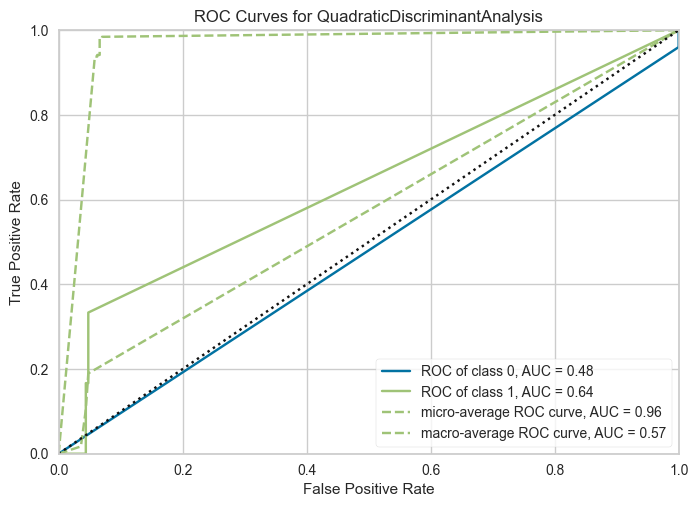 ROC Curves for QuadraticDiscriminantAnalysis
True Positive Rate
1.0
0.8
0.6
0.4
0.2
0.0
ROC of class 0, AUC = 0.48
ROC of class 1, AUC = 0.64
micro-average ROC curve, AUC = 0.96
macro-average ROC curve, AUC = 0.57
0.0 0.2 0.4 0.6 0.8 1.0
False Positive Rate